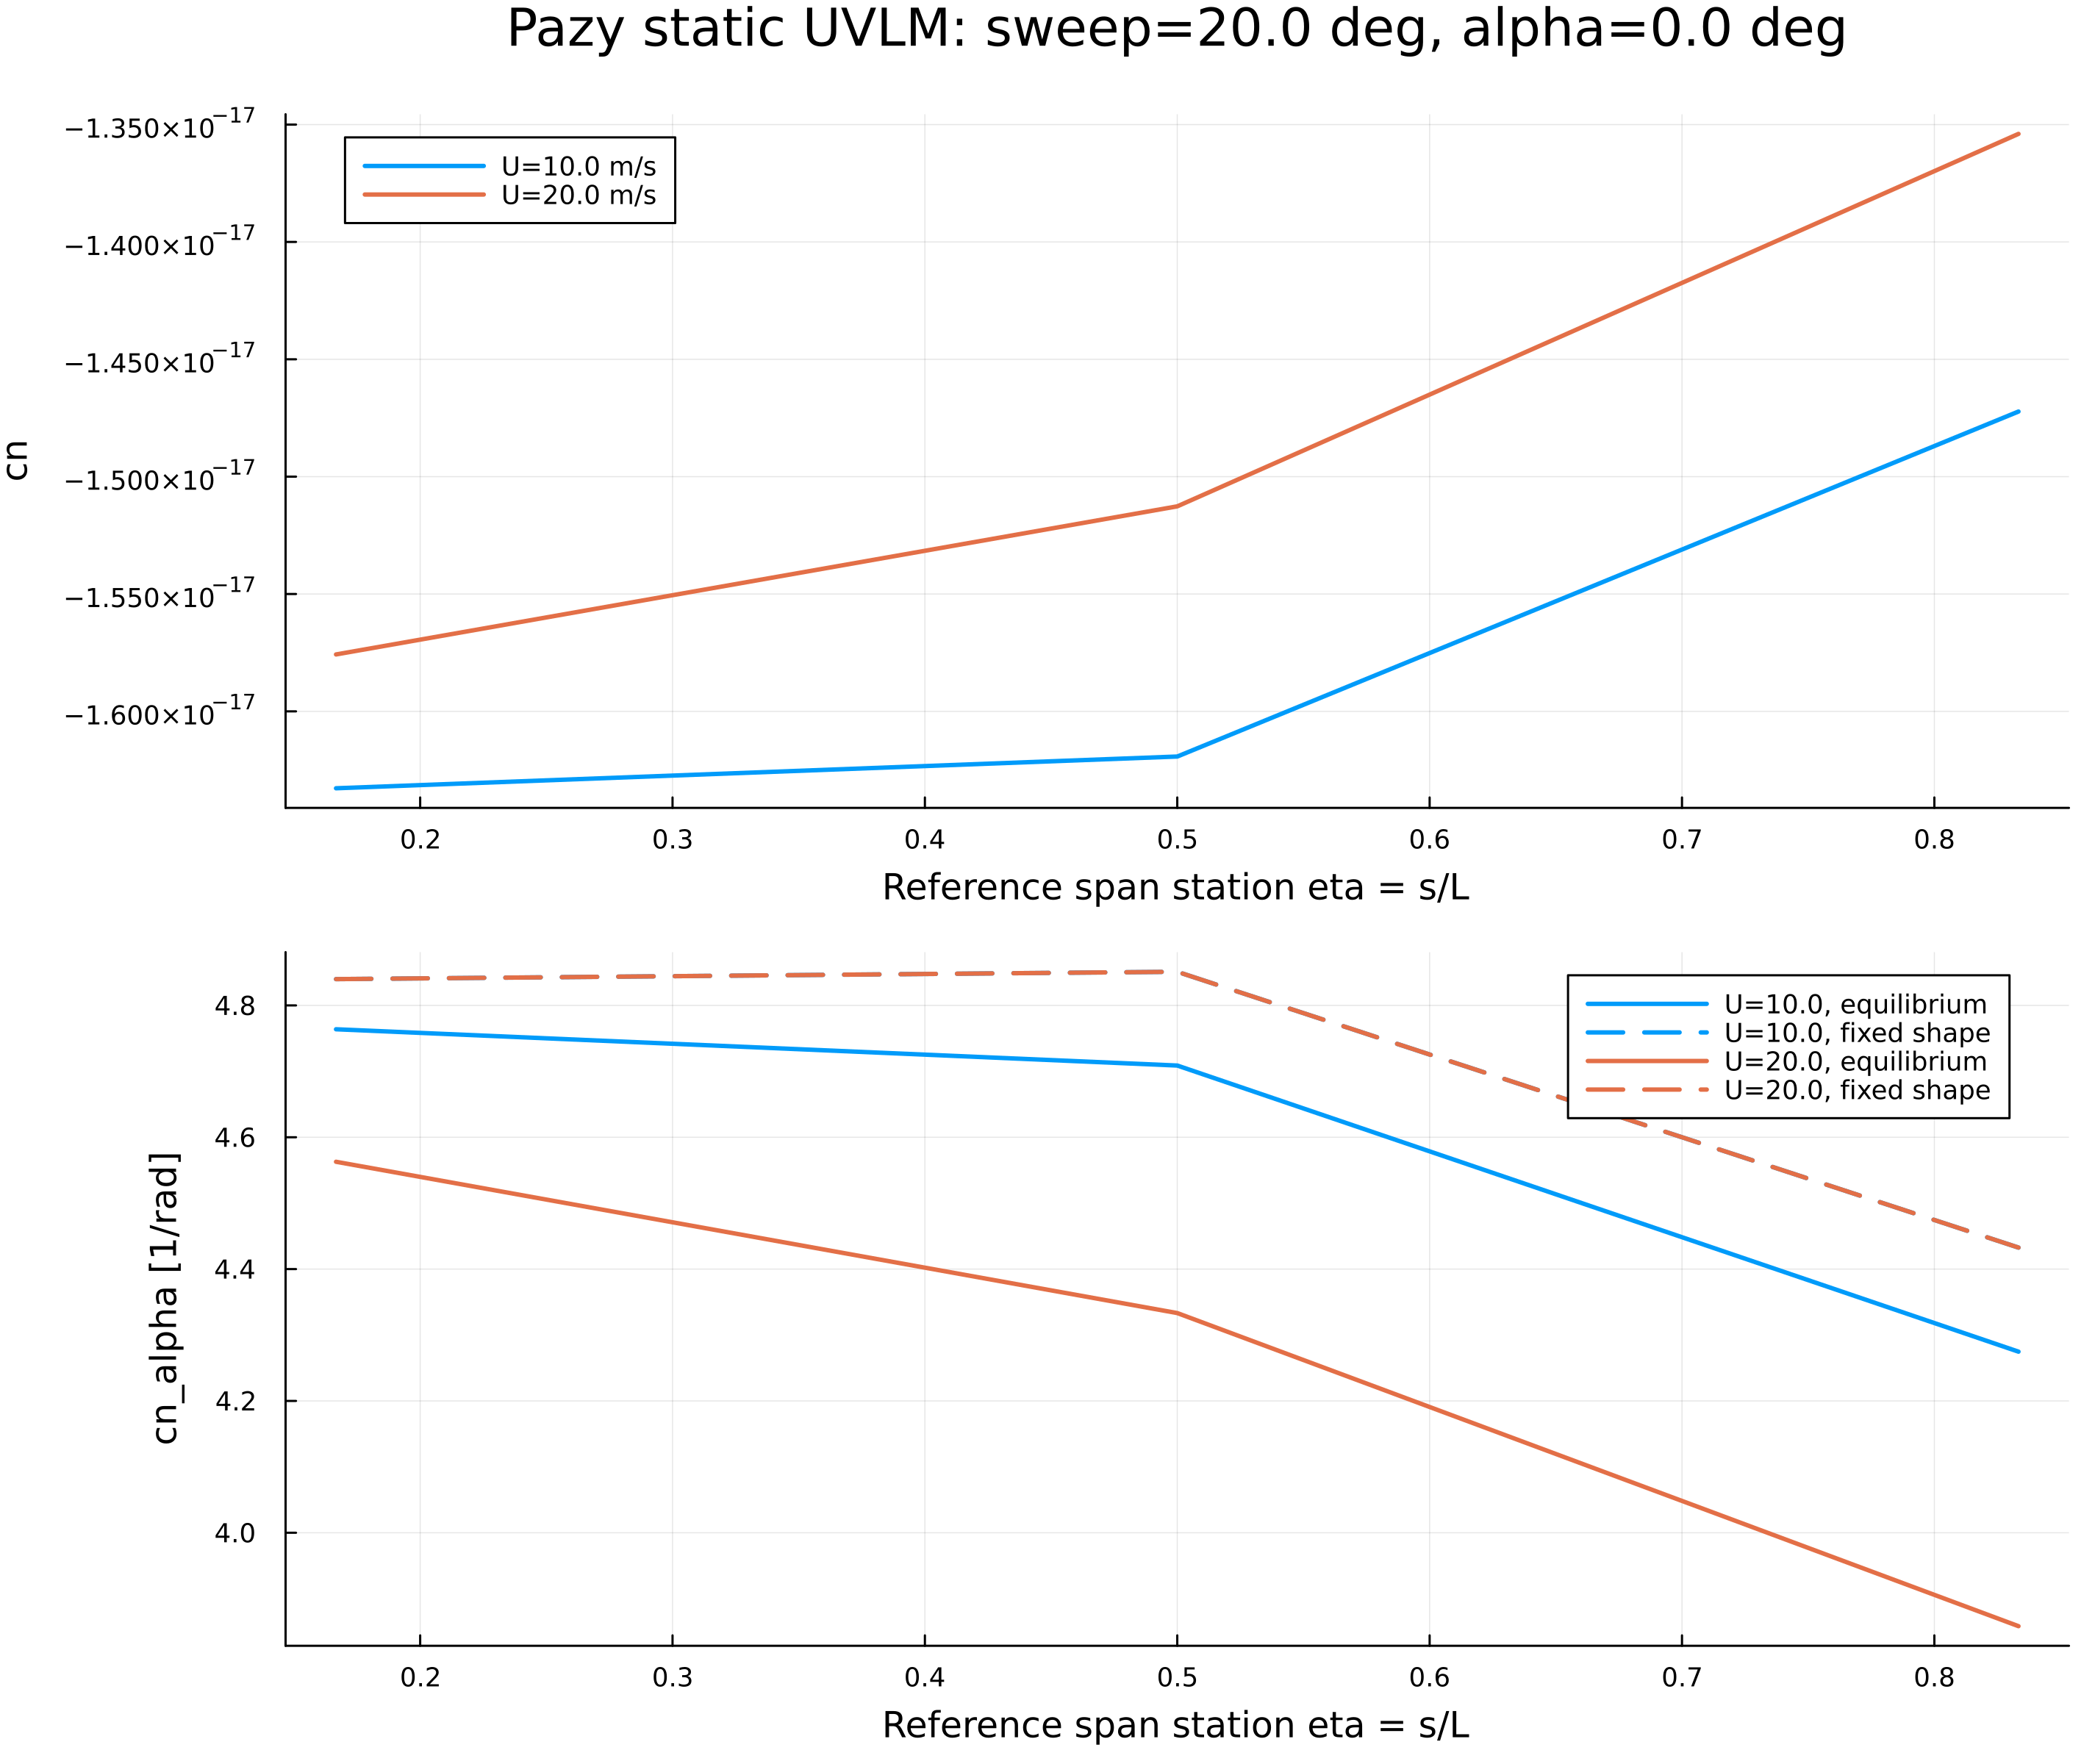 Pazy static UVLM: sweep=20.0 deg, alpha=0.0 deg
−1.350×10⁻¹⁷
U=10.0 m/s
U=20.0 m/s
−1.400×10⁻¹⁷
−1.450×10⁻¹⁷
cn
−1.500×10⁻¹⁷
−1.550×10⁻¹⁷
−1.600×10⁻¹⁷
0.2 0.3 0.4 0.5 0.6 0.7 0.8
Reference span station eta = s/L
U=10.0, equilibrium
U=10.0, fixed shape
U=20.0, equilibrium
U=20.0, fixed shape
4.8
4.6
cn_alpha [1/rad]
4.4
4.2
4.0
0.2 0.3 0.4 0.5 0.6 0.7 0.8
Reference span station eta = s/L